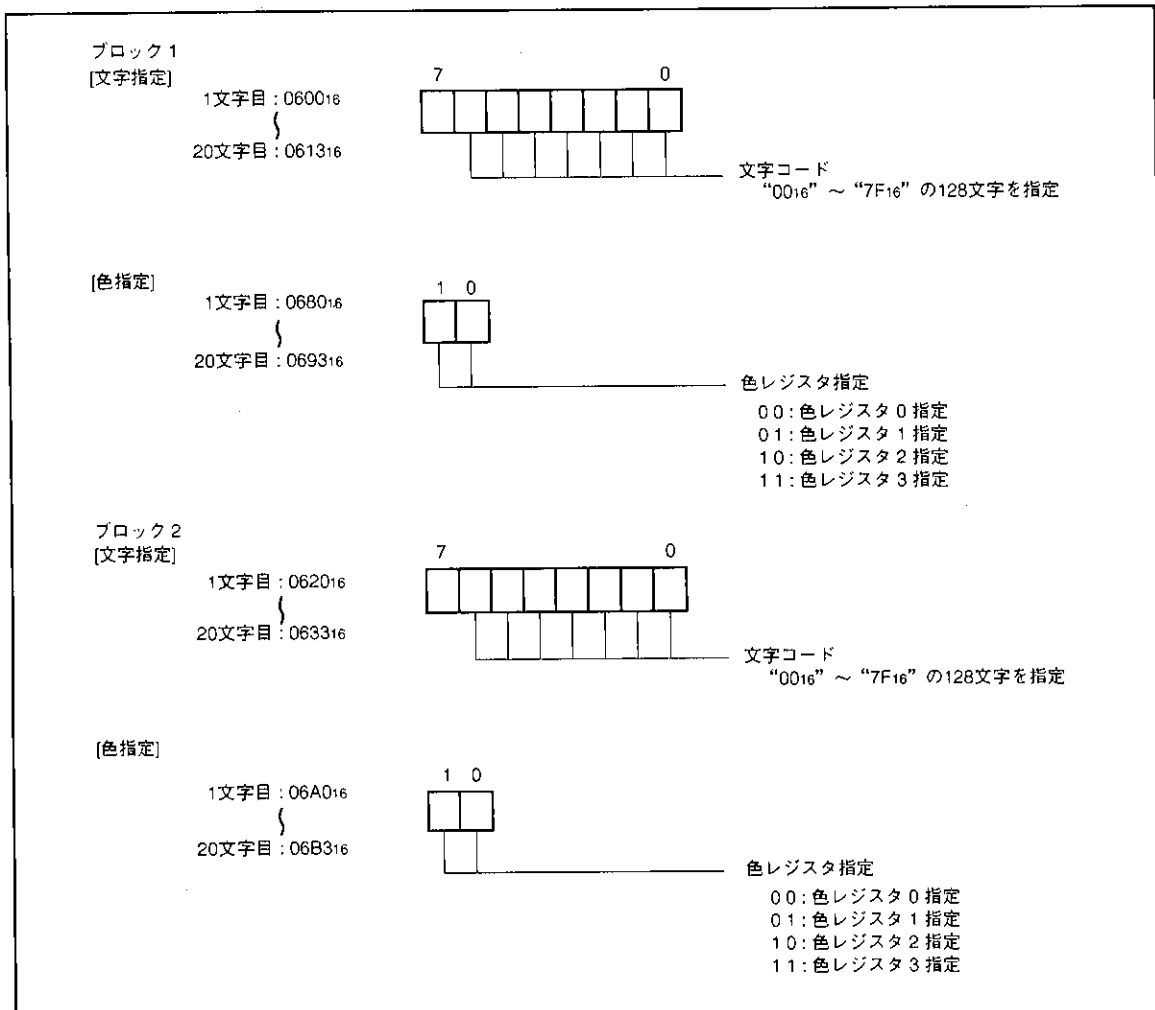 ブロック 1
[文字指定]
7 0
1文字目 : 060016
20文字目 : 061316
文字コード
“0016” ～ “7F16” の128文字を指定
[色指定]
1 0
1文字目 : 068016
20文字目 : 069316
色レジスタ指定
00 : 色レジスタ 0 指定
01 : 色レジスタ 1 指定
10 : 色レジスタ 2 指定
11 : 色レジスタ 3 指定
ブロック 2
[文字指定]
7 0
1文字目 : 062016
20文字目 : 063316
文字コード
“0016” ～ “7F16” の128文字を指定
[色指定]
1 0
1文字目 : 06A016
20文字目 : 06B316
色レジスタ指定
00 : 色レジスタ 0 指定
01 : 色レジスタ 1 指定
10 : 色レジスタ 2 指定
11 : 色レジスタ 3 指定